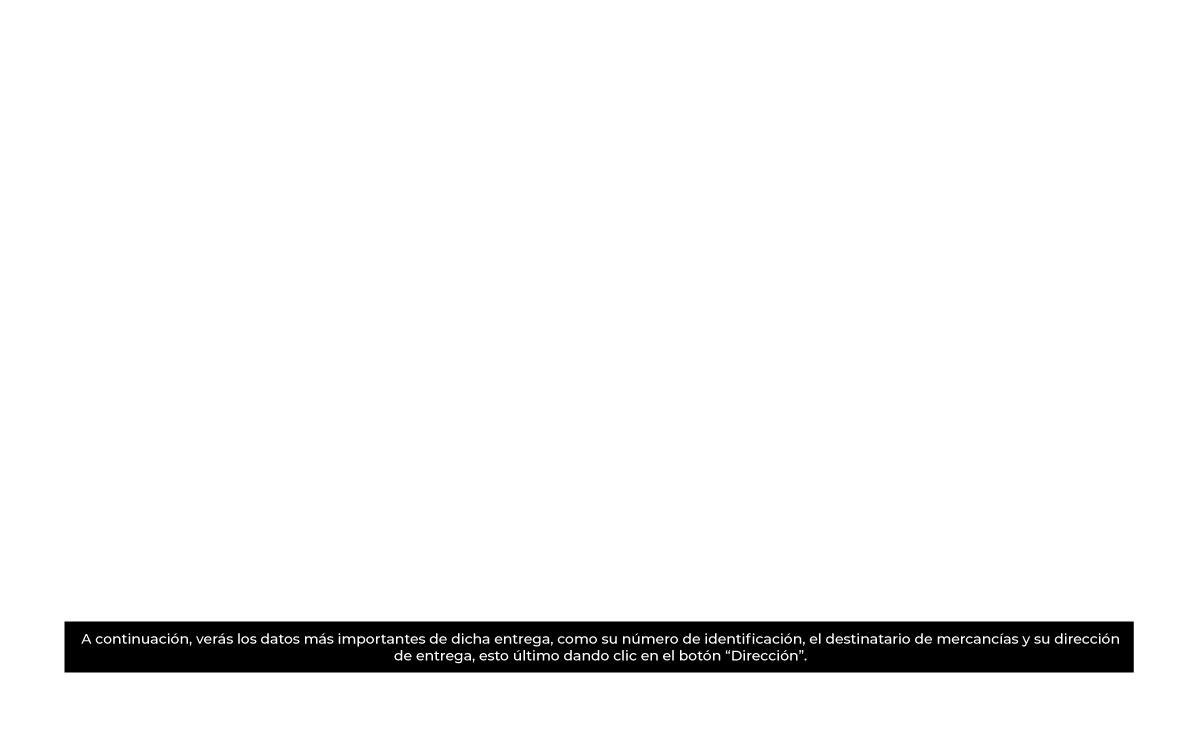 A continuación, verás los datos más importantes de dicha entrega, como su número de identificación, el destinatario de mercancías y su dirección
de entrega, esto último dando clic en el botón “Dirección”.